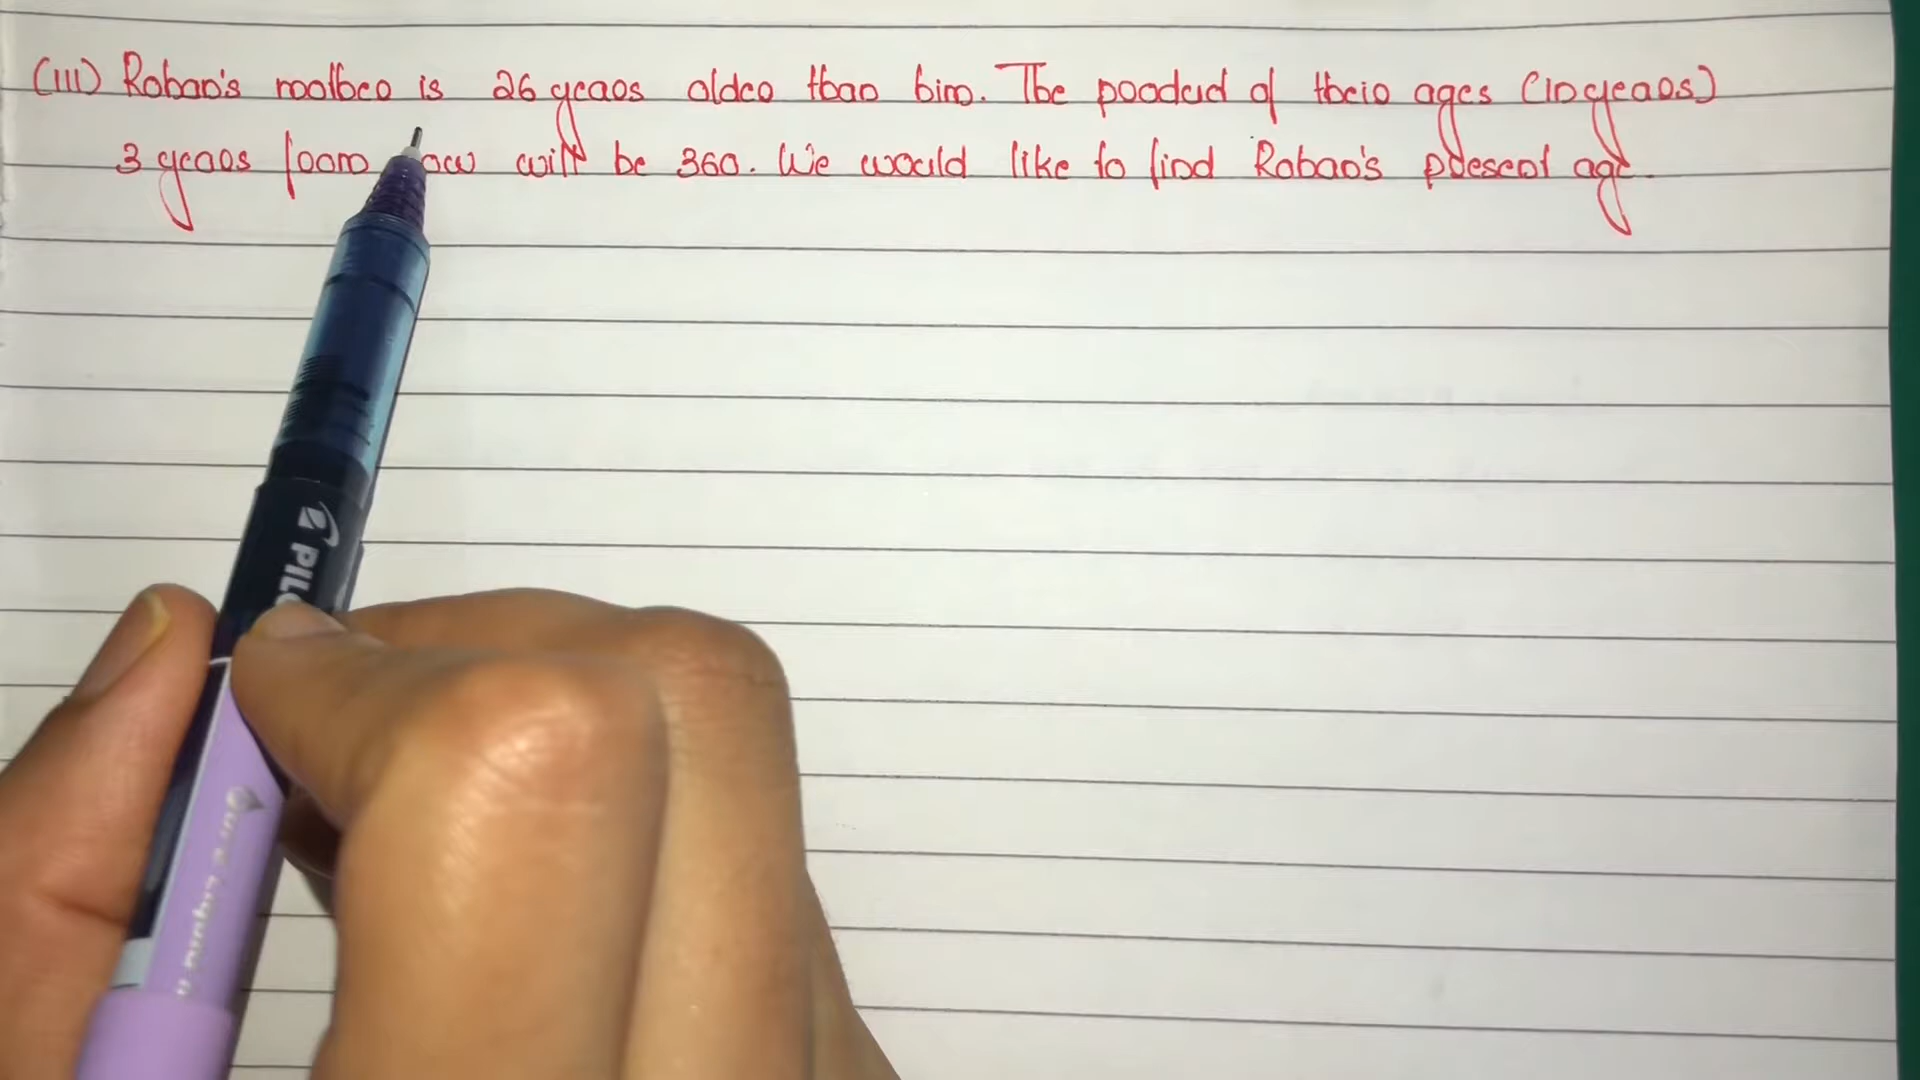 (iii) Rohan's mother is 26 years older than him. The product of their ages (in years)
3 years from now will be 360. We would like to find Rohan's present age.
PILO